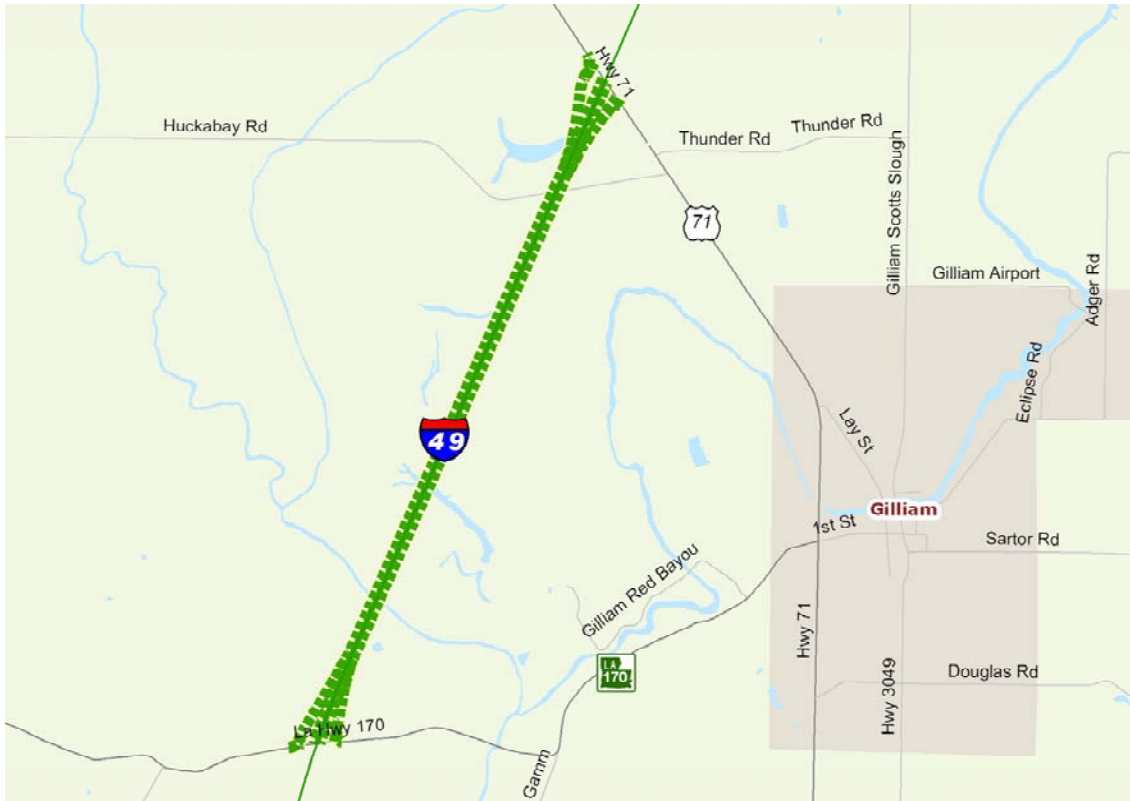 Hwy 71
Huckabay Rd
Thunder Rd
Thunder Rd
Gilliam Scotts Slough
71
Gilliam Airport
Adger Rd
Eclipse Rd
Lay St
49
Gilliam
1st St
Sartor Rd
Gilliam Red Bayou
Hwy 71
LA
170
Douglas Rd
Hwy 3049
La Hwy 170
Gamm